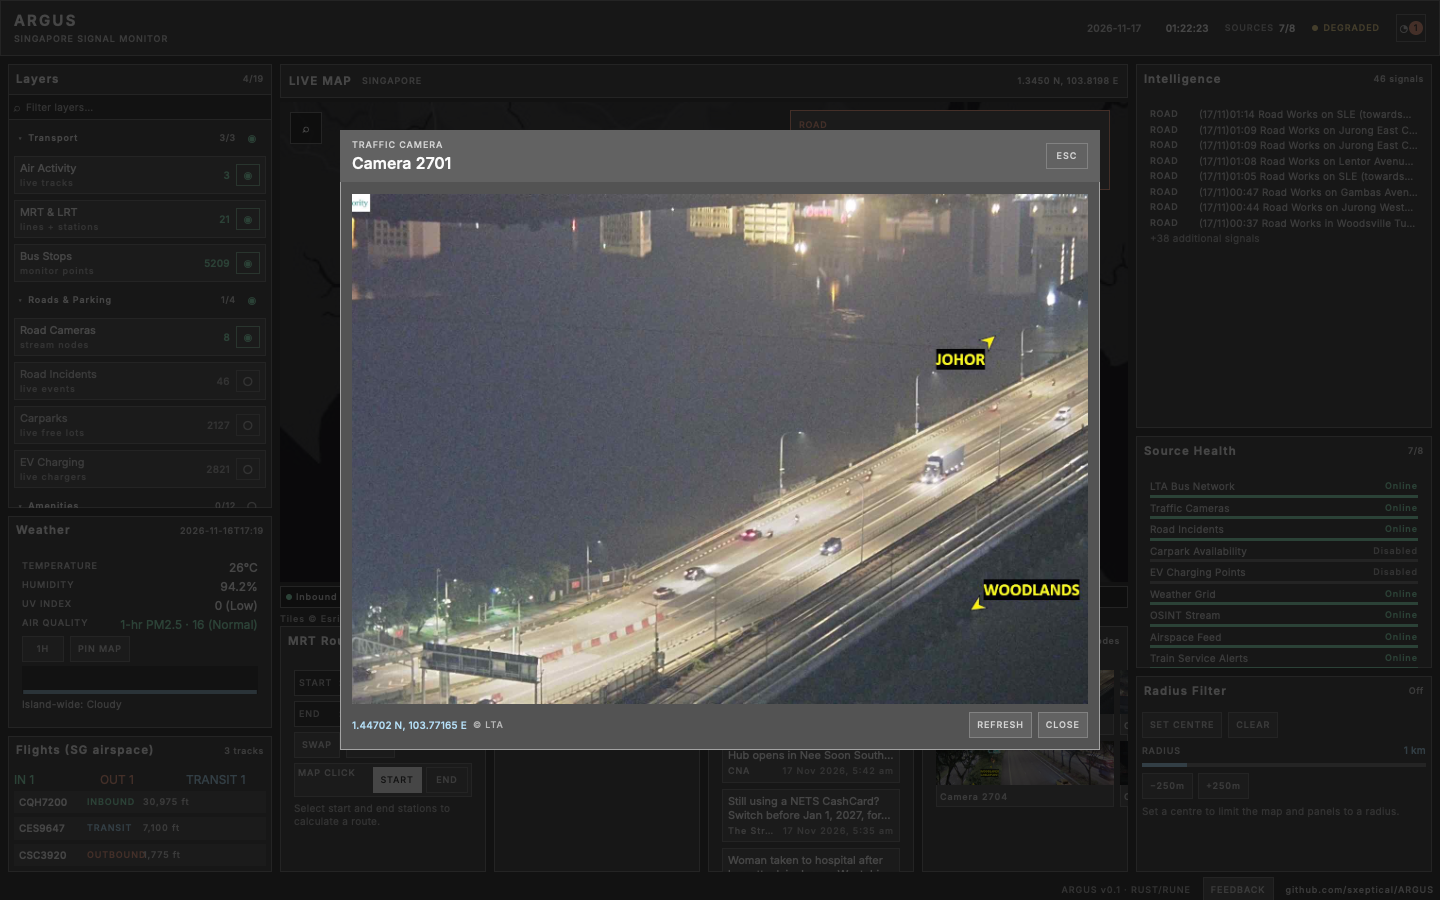 ARGUS
SINGAPORE SIGNAL MONITOR
2026-11-17
01:22:23
SOURCES 7/8
DEGRADED
1
Layers
4/19
Filter layers...
Transport
3/3
Air Activity
live tracks
3
MRT & LRT
lines + stations
21
Bus Stops
monitor points
5209
Roads & Parking
1/4
Road Cameras
stream nodes
8
Road Incidents
live events
46
Carparks
live free lots
2127
EV Charging
live chargers
2821
Amenities
0/12
Weather
2026-11-16T17:19
TEMPERATURE
26°C
HUMIDITY
94.2%
UV INDEX
0 (Low)
AIR QUALITY
1-hr PM2.5 · 16 (Normal)
1H
PIN MAP
Island-wide: Cloudy
Flights (SG airspace)
3 tracks
IN 1
OUT 1
TRANSIT 1
CQH7200 INBOUND 30,975 ft
CES9647 TRANSIT 7,100 ft
CSC3920 OUTBOUND 3,775 ft
LIVE MAP
SINGAPORE
1.3450 N, 103.8198 E
ROAD
TRAFFIC CAMERA
Camera 2701
ESC
ority
JOHOR
WOODLANDS
1.44702 N, 103.77165 E © LTA
REFRESH
CLOSE
Inbound
Tiles © Esri
MRT Rou
START
END
SWAP
MAP CLICK
START
END
Select start and end stations to
calculate a route.
Hub opens in Nee Soon South...
CNA
17 Nov 2026, 5:42 am
Still using a NETS CashCard?
Switch before Jan 1, 2027, for...
The Str...
17 Nov 2026, 5:35 am
Woman taken to hospital after
odes
Camera 2704
Intelligence
46 signals
ROAD (17/11)01:14 Road Works on SLE (towards...
ROAD (17/11)01:09 Road Works on Jurong East C...
ROAD (17/11)01:09 Road Works on Jurong East C...
ROAD (17/11)01:08 Road Works on Lentor Avenu...
ROAD (17/11)01:05 Road Works on SLE (towards...
ROAD (17/11)00:47 Road Works on Gambas Aven...
ROAD (17/11)00:44 Road Works on Jurong West...
ROAD (17/11)00:37 Road Works in Woodsville Tu...
+38 additional signals
Source Health
7/8
LTA Bus Network
Online
Traffic Cameras
Online
Road Incidents
Online
Carpark Availability
Disabled
EV Charging Points
Disabled
Weather Grid
Online
OSINT Stream
Online
Airspace Feed
Online
Train Service Alerts
Online
Radius Filter
Off
SET CENTRE
CLEAR
RADIUS
1 km
−250m
+250m
Set a centre to limit the map and panels to a radius.
ARGUS v0.1 · RUST/RUNE
FEEDBACK
github.com/sxeptical/ARGUS